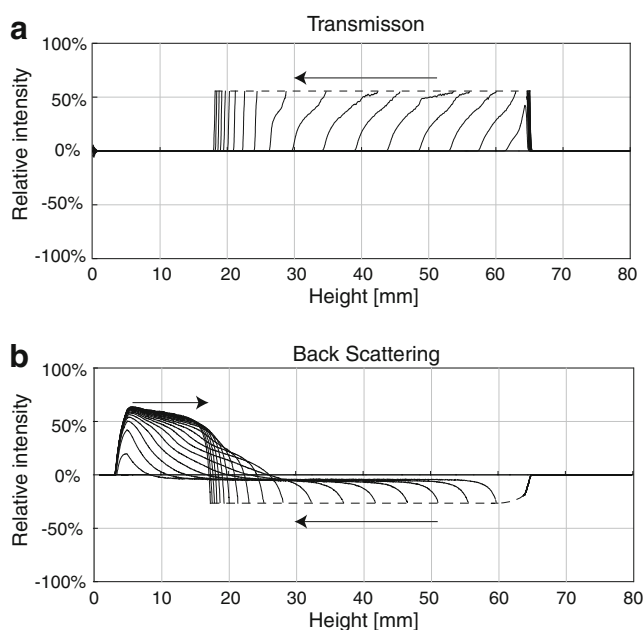 a
Transmisson
100%
50%
0%
-50%
-100%
Relative intensity
0 10 20 30 40 50 60 70 80
Height [mm]
b
Back Scattering
100%
50%
0%
-50%
100%
Relative intensity
0 10 20 30 40 50 60 70 80
Height [mm]